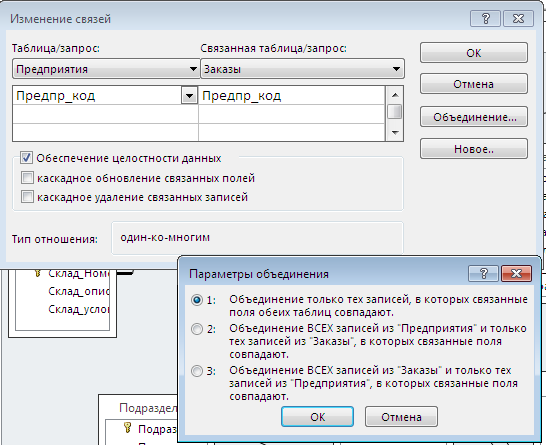 Изменение связей
Таблица/запрос: Связанная таблица/запрос:
Предприятия Заказы
Предпр_код Предпр_код
ОК
Отмена
Объединение...
Новое..
Обеспечение целостности данных
каскадное обновление связанных полей
каскадное удаление связанных записей
Тип отношения: один-ко-многим
Склад_Номе
Склад_опис
Склад_усло
Параметры объединения
1: Объединение только тех записей, в которых связанные
поля обеих таблиц совпадают.
2: Объединение ВСЕХ записей из "Предприятия" и только
тех записей из "Заказы", в которых связанные поля
совпадают.
3: Объединение ВСЕХ записей из "Заказы" и только тех
записей из "Предприятия", в которых связанные поля
совпадают.
ОК Отмена
Подраздел
Подраз